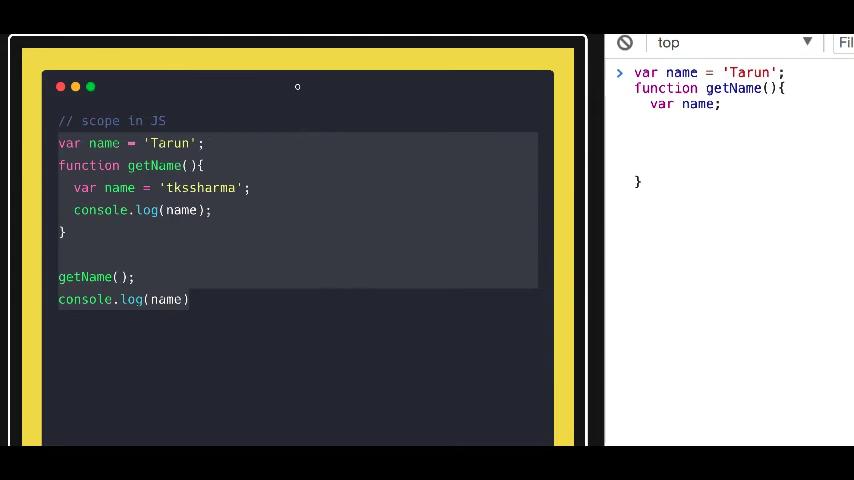 // scope in JS
var name = 'Tarun';
function getName(){
var name = 'tkssharma';
console.log(name);
}
getName();
console.log(name)
top
Fil
> var name = 'Tarun';
function getName(){
var name;
}